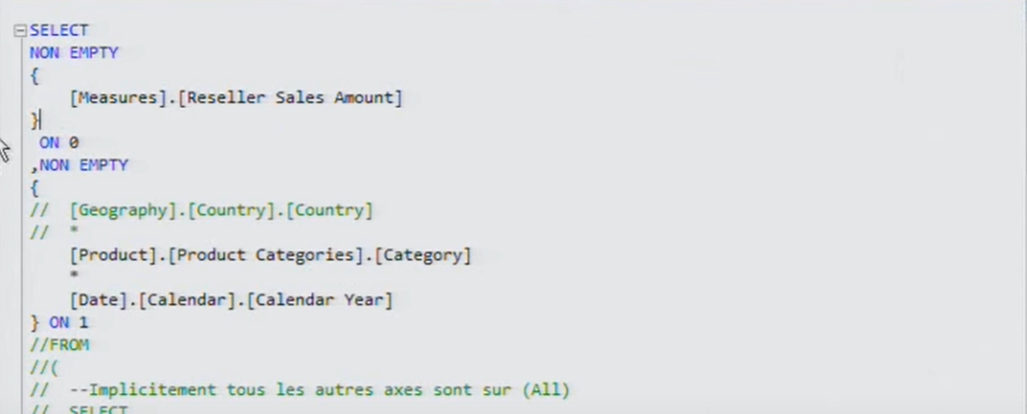 SELECT
NON EMPTY
{
[Measures].[Reseller Sales Amount]
}
ON 0
,NON EMPTY
{
// [Geography].[Country].[Country]
// *
[Product].[Product Categories].[Category]
*
[Date].[Calendar].[Calendar Year]
} ON 1
//FROM
//(
// --Implicitement tous les autres axes sont sur (All)
// SELECT